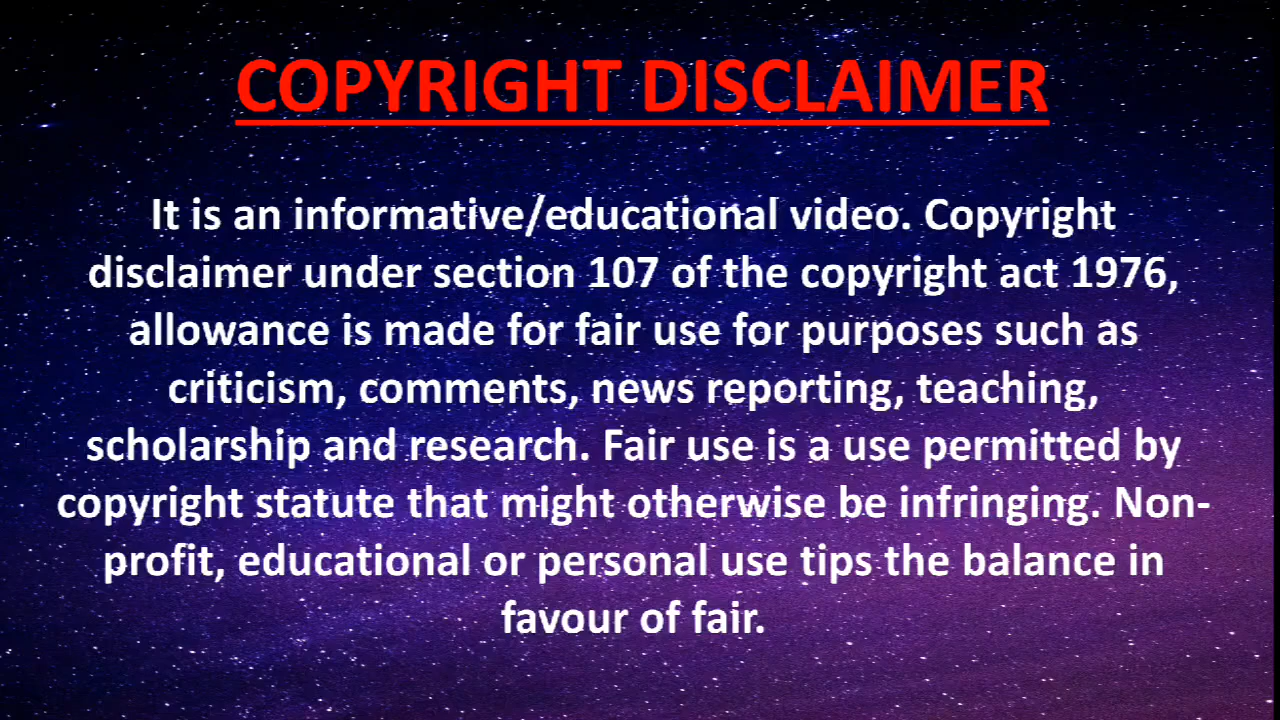 COPYRIGHT DISCLAIMER
It is an informative/educational video. Copyright
disclaimer under section 107 of the copyright act 1976,
allowance is made for fair use for purposes such as
criticism, comments, news reporting, teaching,
scholarship and research. Fair use is a use permitted by
copyright statute that might otherwise be infringing. Non-
profit, educational or personal use tips the balance in
favour of fair.